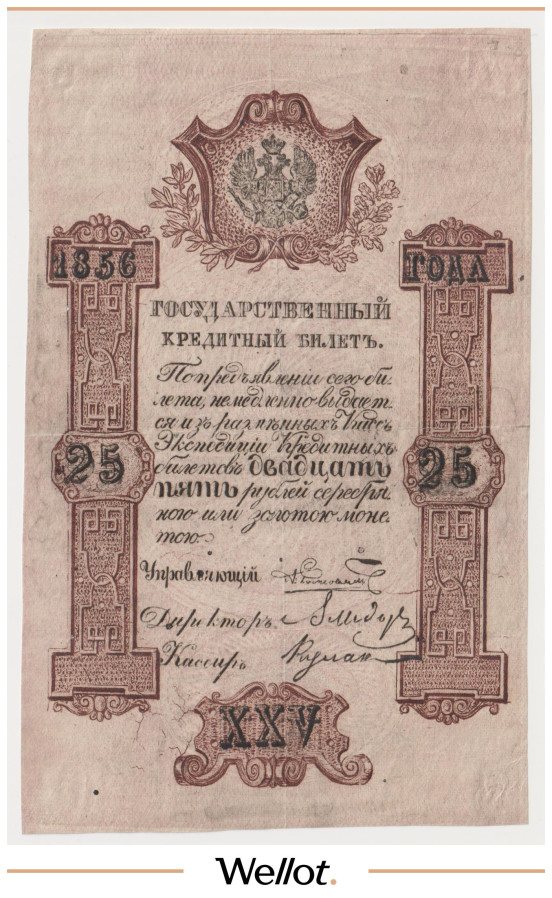 1856 ГОДА
ГОСУДАРСТВЕННЫЙ
КРЕДИТНЫЙ БИЛЕТЪ.
По предъявленiи сего би-
лета, немедленно выдает-
ся изъ размѣнныхъ кассъ
Экспедицiи Кредитныхъ
билетовъ двадцать
пять рублей серебря-
ною или золотою моне-
тою.
25 25
Управляющiй
Директоръ
Кассиръ
XXV
Wellot.